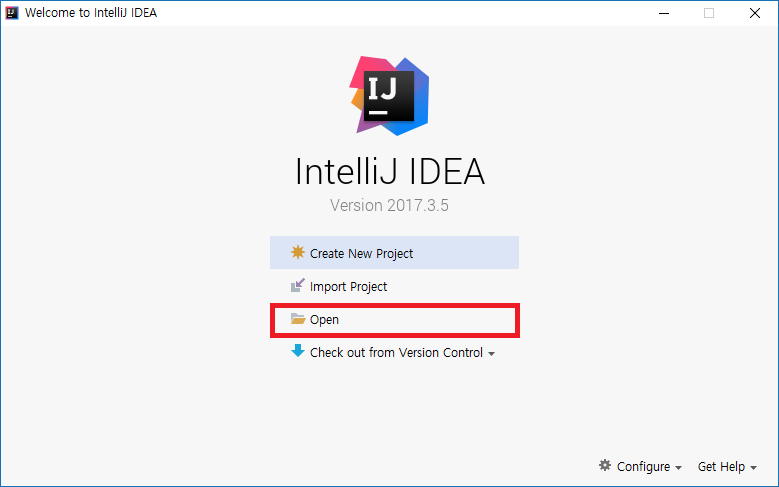 Welcome to IntelliJ IDEA
IJ
IntelliJ IDEA
Version 2017.3.5
Create New Project
Import Project
Open
Check out from Version Control
Configure Get Help